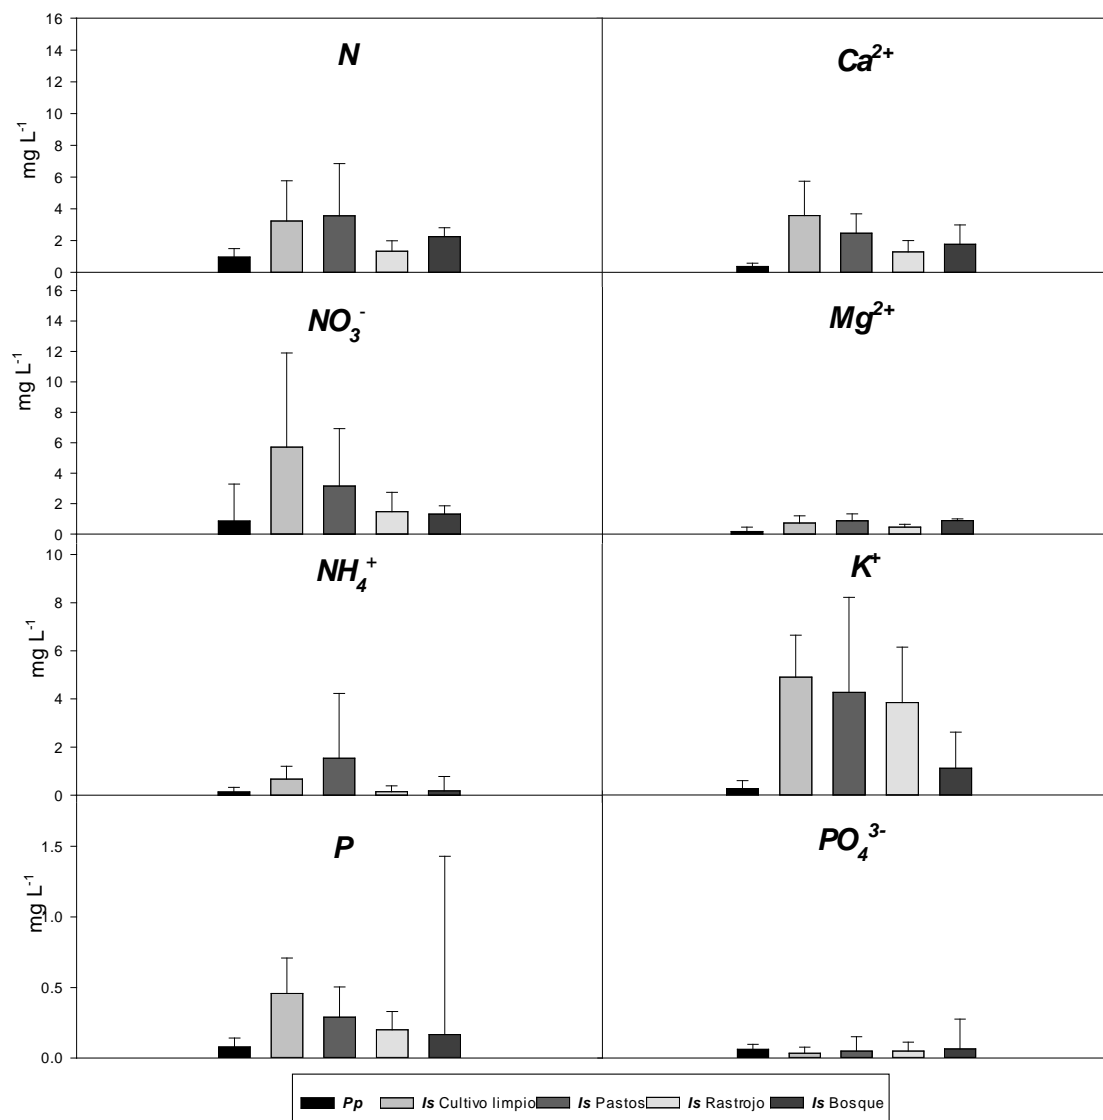 16
14
12
10
8
6
4
2
0
mg L-1
N
Ca2+
16
14
12
10
8
6
4
2
0
mg L-1
NO3-
Mg2+
10
8
6
4
2
0
mg L-1
NH4+
K+
1.5
1.0
0.5
0.0
mg L-1
P
PO43-
Pp Is Cultivo limpio Is Pastos Is Rastrojo Is Bosque